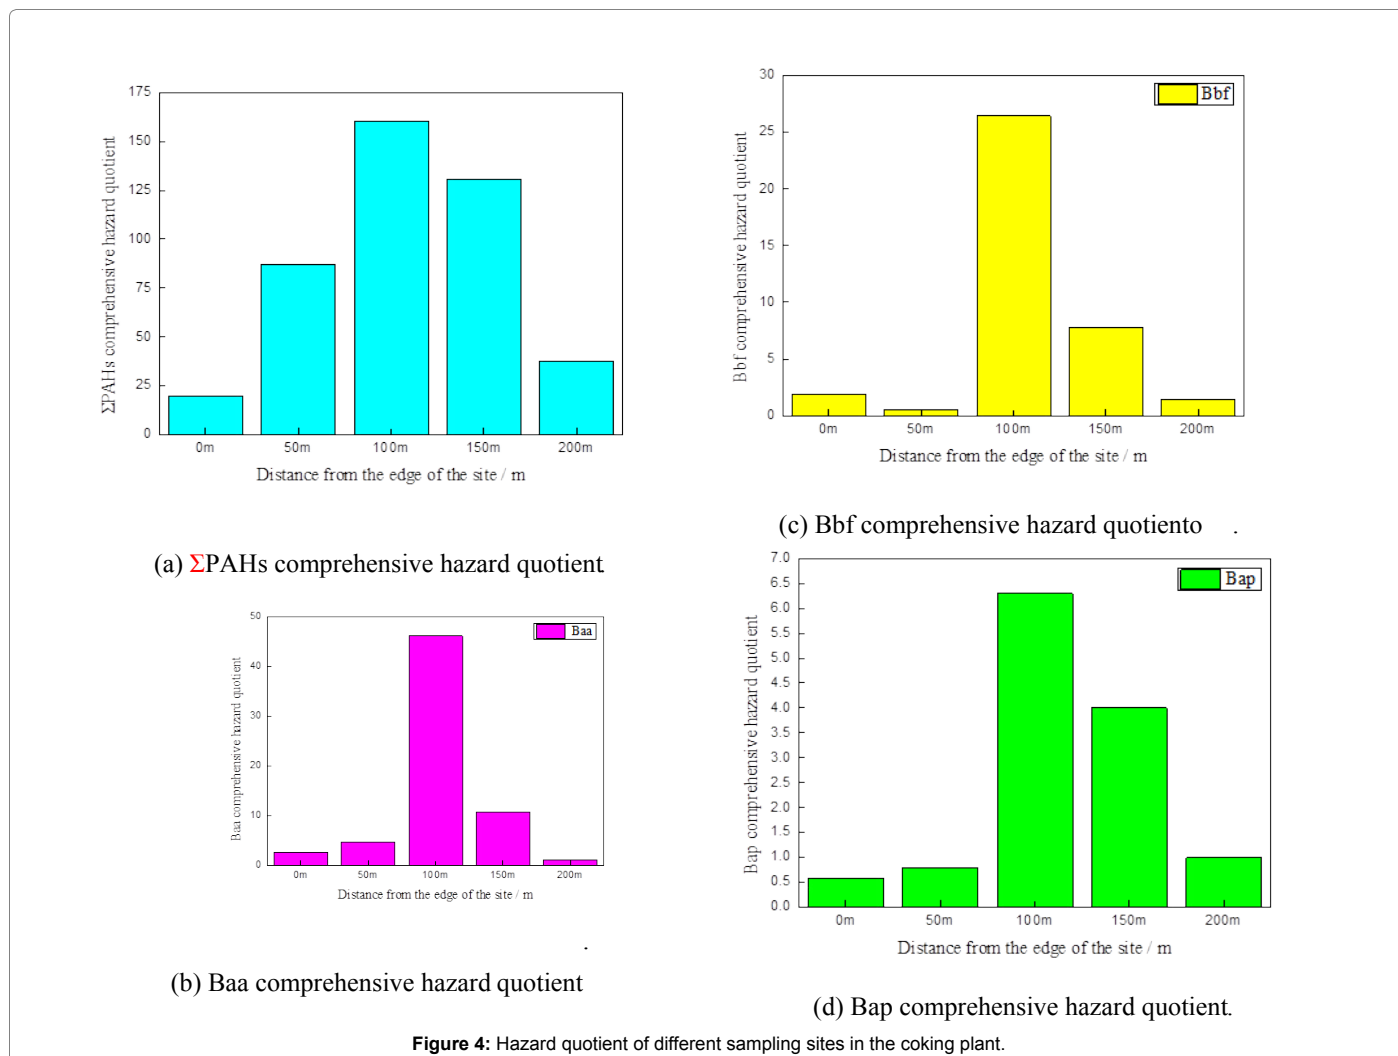 175
150
125
100
75
50
25
0
ΣPAHs comprehensive hazard quotient
0m 50m 100m 150m 200m
Distance from the edge of the site / m
(a) ΣPAHs comprehensive hazard quotient
50
40
30
20
10
0
Baa comprehensive hazard quotient
Baa
0m 50m 100m 150m 200m
Distance from the edge of the site / m
.
(b) Baa comprehensive hazard quotient
30
25
20
15
10
5
0
Bbf comprehensive hazard quotient
Bbf
0m 50m 100m 150m 200m
Distance from the edge of the site / m
(c) Bbf comprehensive hazard quotiento .
7.0
6.5
6.0
5.5
5.0
4.5
4.0
3.5
3.0
2.5
2.0
1.5
1.0
0.5
0.0
Bap comprehensive hazard quotient
Bap
0m 50m 100m 150m 200m
Distance from the edge of the site / m
(d) Bap comprehensive hazard quotient.
Figure 4: Hazard quotient of different sampling sites in the coking plant.